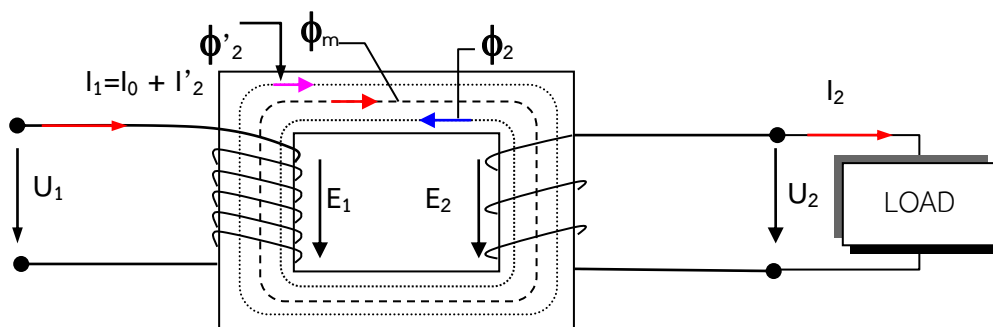 ϕ'₂
ϕm
ϕ₂
I₁=I₀ + I'₂
I₂
U₁
E₁
E₂
U₂
LOAD